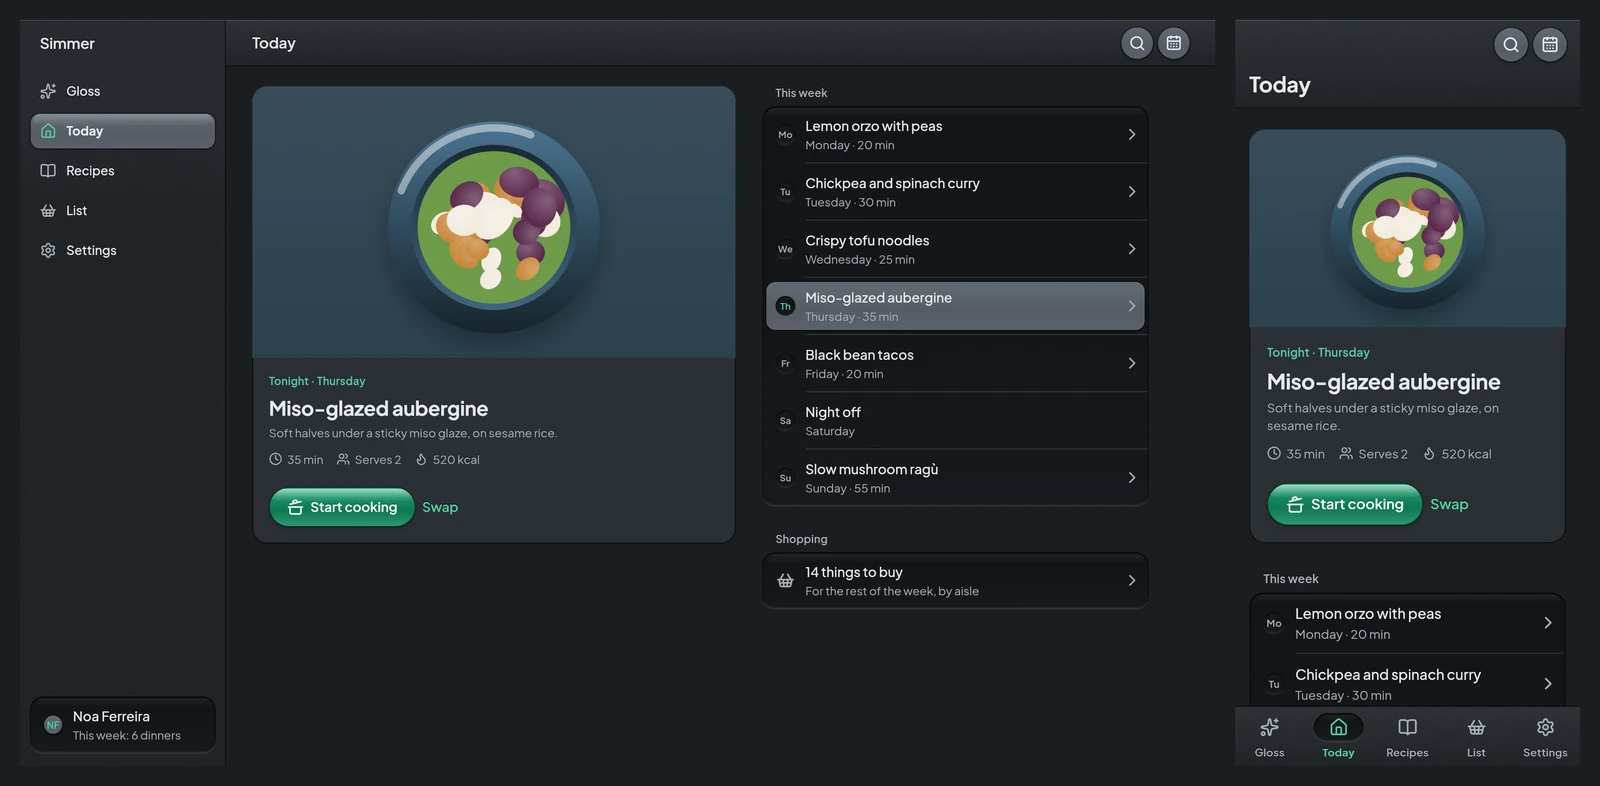 Simmer
Gloss
Today
Recipes
List
Settings
NF
Noa Ferreira
This week: 6 dinners
Today
Tonight · Thursday
Miso-glazed aubergine
Soft halves under a sticky miso glaze, on sesame rice.
35 min
Serves 2
520 kcal
Start cooking
Swap
This week
Mo
Lemon orzo with peas
Monday · 20 min
Tu
Chickpea and spinach curry
Tuesday · 30 min
We
Crispy tofu noodles
Wednesday · 25 min
Th
Miso-glazed aubergine
Thursday · 35 min
Fr
Black bean tacos
Friday · 20 min
Sa
Night off
Saturday
Su
Slow mushroom ragù
Sunday · 55 min
Shopping
14 things to buy
For the rest of the week, by aisle
Today
Tonight · Thursday
Miso-glazed aubergine
Soft halves under a sticky miso glaze, on
sesame rice.
35 min
Serves 2
520 kcal
Start cooking
Swap
This week
Mo
Lemon orzo with peas
Monday · 20 min
Tu
Chickpea and spinach curry
Tuesday · 30 min
Gloss
Today
Recipes
List
Settings